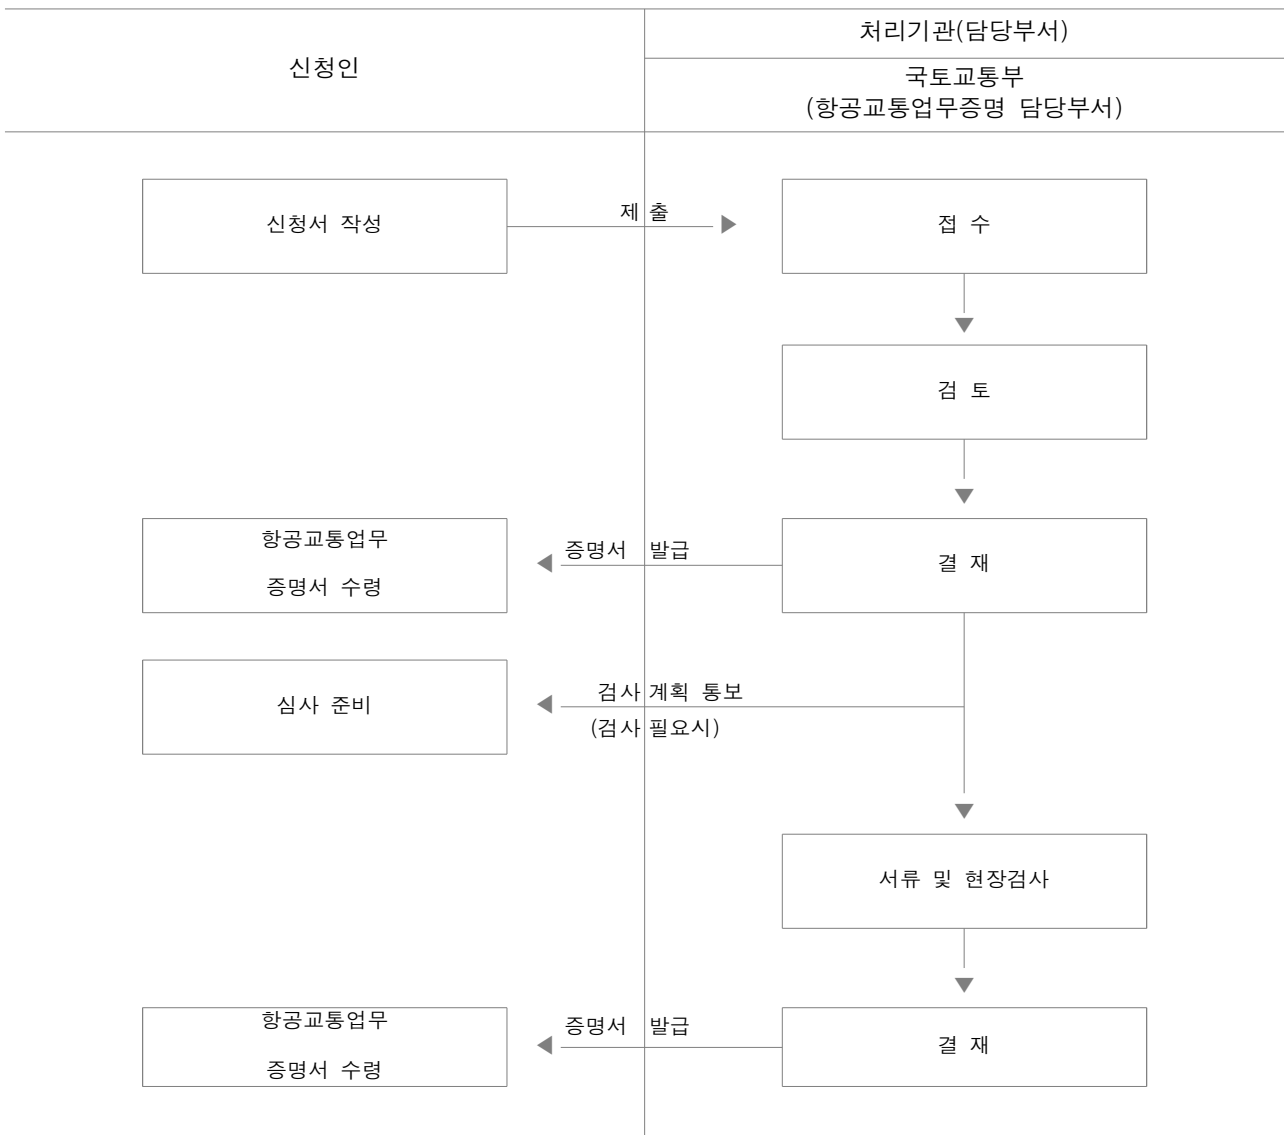 신청인
처리기관(담당부서)
국토교통부
(항공교통업무증명 담당부서)
신청서 작성
제 출
접 수
검 토
항공교통업무
증명서 수령
증명서 발급
결 재
심사 준비
검사 계획 통보
(검사 필요시)
서류 및 현장검사
항공교통업무
증명서 수령
증명서 발급
결 재